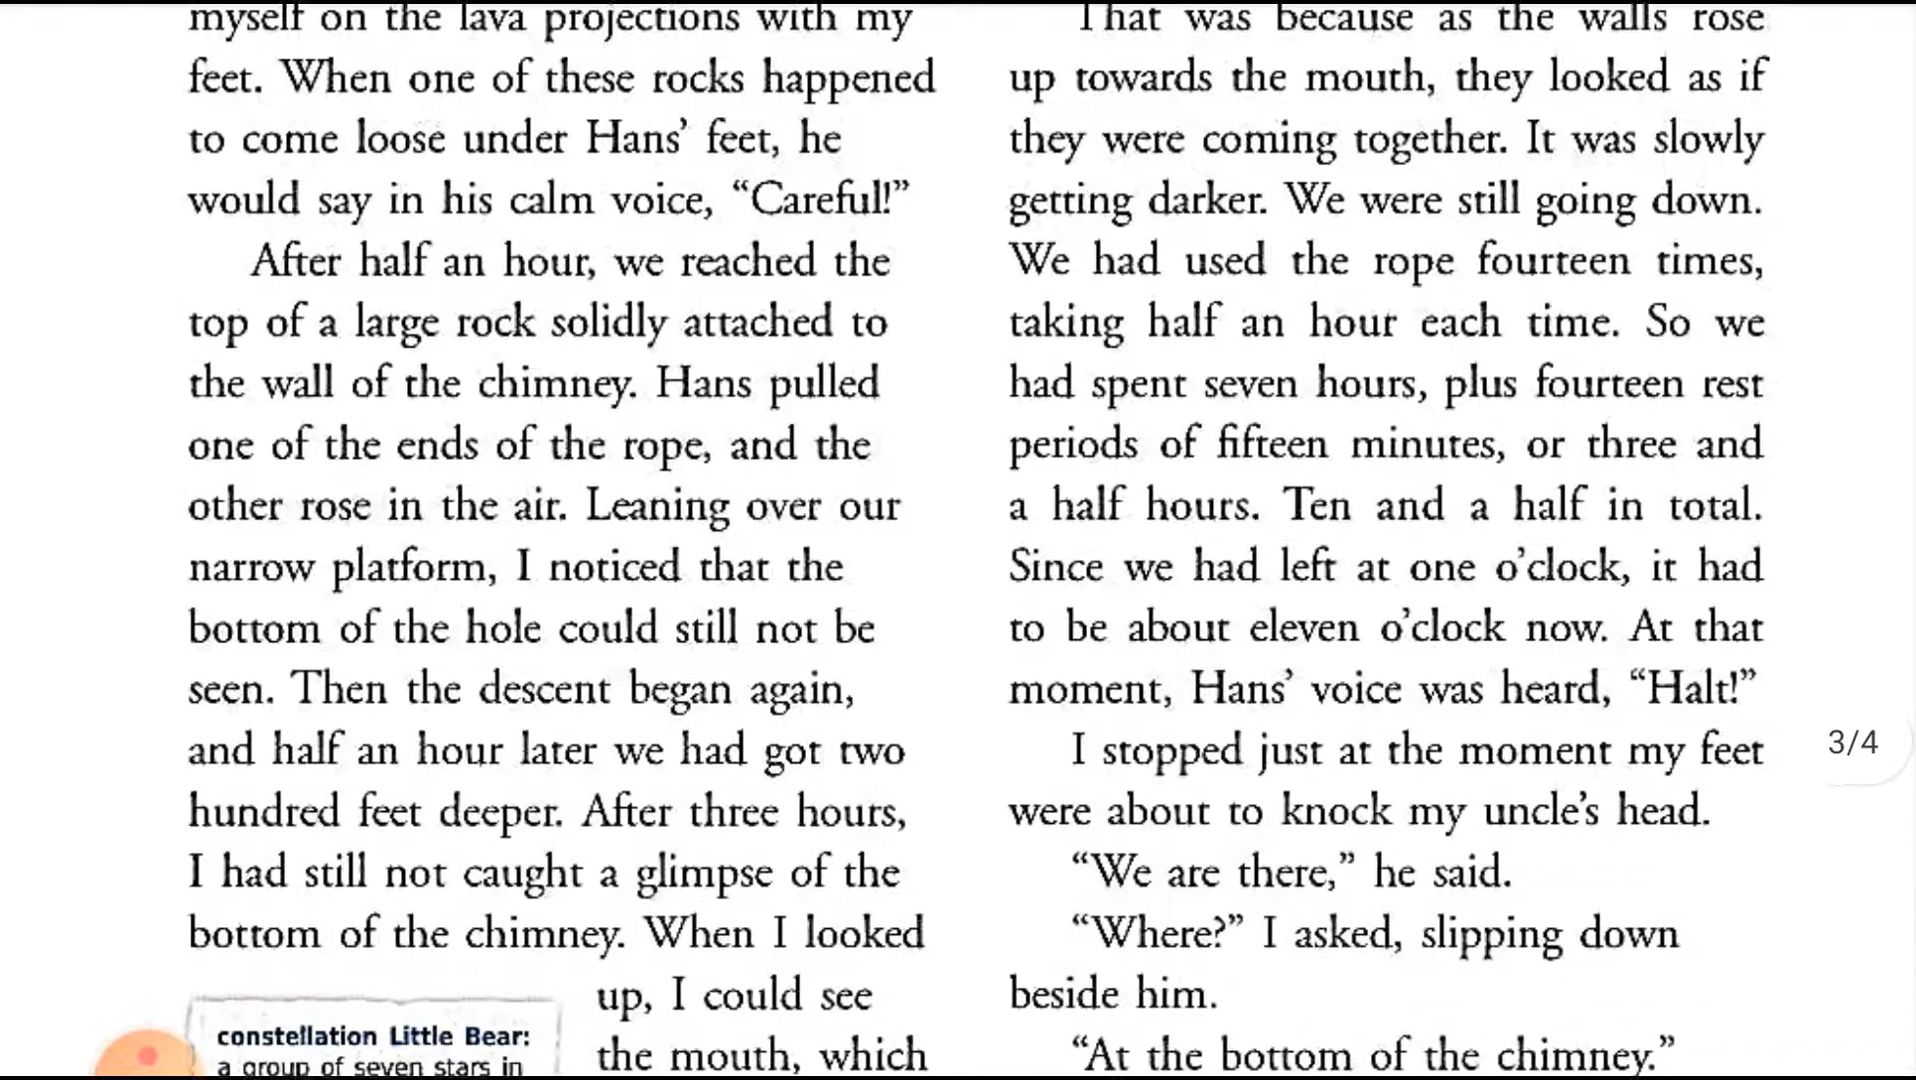 myself on the lava projections with my
feet. When one of these rocks happened
to come loose under Hans’ feet, he
would say in his calm voice, “Careful!”
After half an hour, we reached the
top of a large rock solidly attached to
the wall of the chimney. Hans pulled
one of the ends of the rope, and the
other rose in the air. Leaning over our
narrow platform, I noticed that the
bottom of the hole could still not be
seen. Then the descent began again,
and half an hour later we had got two
hundred feet deeper. After three hours,
I had still not caught a glimpse of the
bottom of the chimney. When I looked
up, I could see
the mouth, which
constellation Little Bear:
a group of seven stars in
That was because as the walls rose
up towards the mouth, they looked as if
they were coming together. It was slowly
getting darker. We were still going down.
We had used the rope fourteen times,
taking half an hour each time. So we
had spent seven hours, plus fourteen rest
periods of fifteen minutes, or three and
a half hours. Ten and a half in total.
Since we had left at one o’clock, it had
to be about eleven o’clock now. At that
moment, Hans’ voice was heard, “Halt!”
I stopped just at the moment my feet
were about to knock my uncle’s head.
“We are there,” he said.
“Where?” I asked, slipping down
beside him.
“At the bottom of the chimney.”
3/4